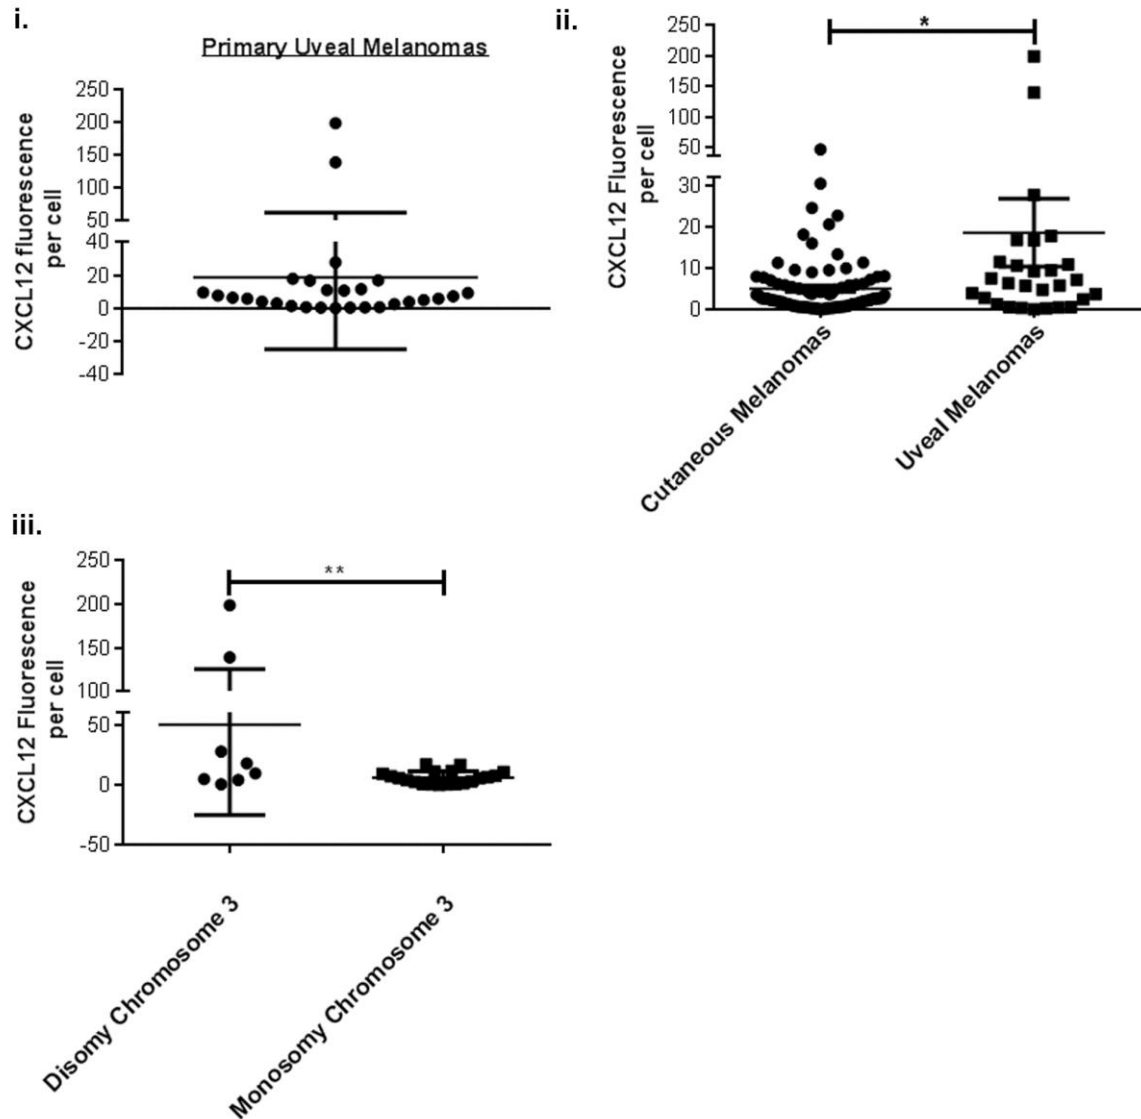 i.
Primary Uveal Melanomas
CXCL12 fluorescence
per cell
250
200
150
100
50
40
20
0
-20
-40
ii.
*
CXCL12 Fluorescence
per cell
250
200
150
100
50
30
20
10
0
Cutaneous Melanomas
Uveal Melanomas
iii.
**
CXCL12 Fluorescence
per cell
250
200
150
100
50
0
-50
Disomy Chromosome 3
Monosomy Chromosome 3